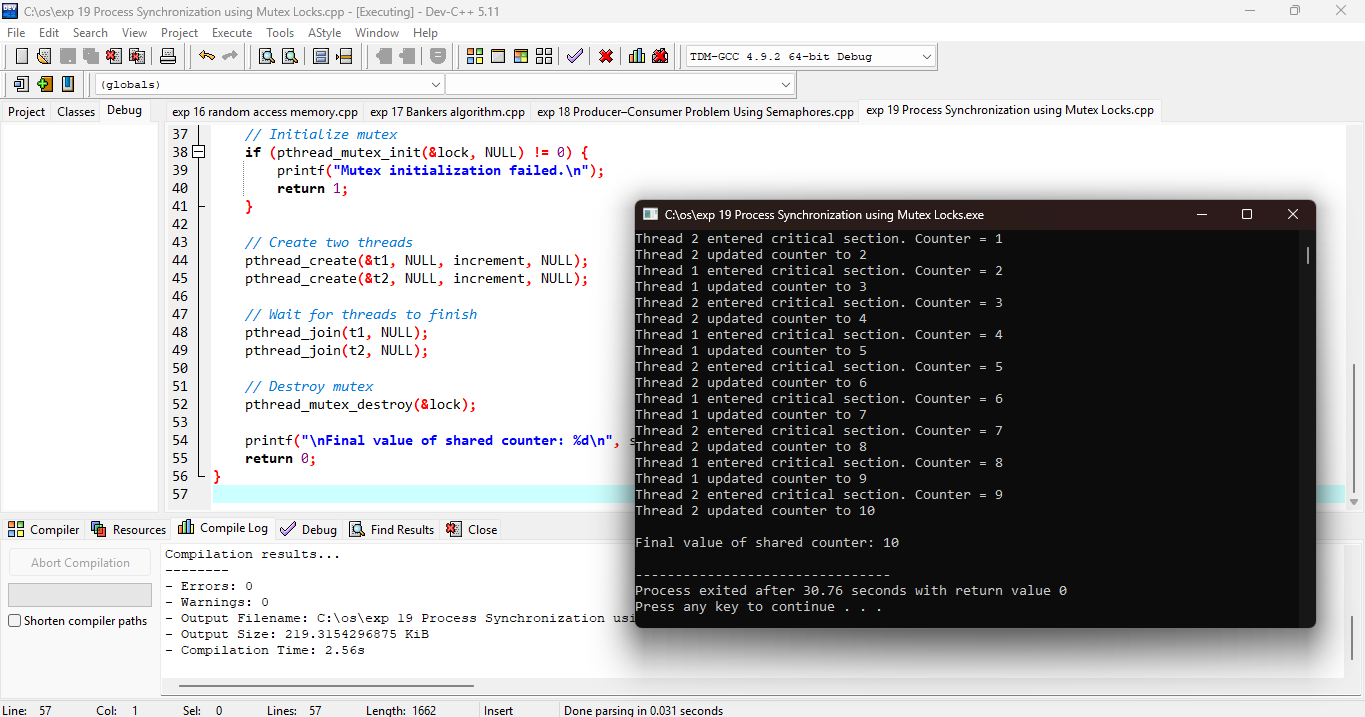 C:\os\exp 19 Process Synchronization using Mutex Locks.cpp - [Executing] - Dev-C++ 5.11
File Edit Search View Project Execute Tools AStyle Window Help
TDM-GCC 4.9.2 64-bit Debug
(globals)
Project Classes Debug
exp 16 random access memory.cpp exp 17 Bankers algorithm.cpp exp 18 Producer–Consumer Problem Using Semaphores.cpp exp 19 Process Synchronization using Mutex Locks.cpp
37 // Initialize mutex
38 if (pthread_mutex_init(&lock, NULL) != 0) {
39 printf("Mutex initialization failed.\n");
40 return 1;
41 }
42
43 // Create two threads
44 pthread_create(&t1, NULL, increment, NULL);
45 pthread_create(&t2, NULL, increment, NULL);
46
47 // Wait for threads to finish
48 pthread_join(t1, NULL);
49 pthread_join(t2, NULL);
50
51 // Destroy mutex
52 pthread_mutex_destroy(&lock);
53
54 printf("\nFinal value of shared counter: %d\n", s
55 return 0;
56 }
57
C:\os\exp 19 Process Synchronization using Mutex Locks.exe
Thread 2 entered critical section. Counter = 1
Thread 2 updated counter to 2
Thread 1 entered critical section. Counter = 2
Thread 1 updated counter to 3
Thread 2 entered critical section. Counter = 3
Thread 2 updated counter to 4
Thread 1 entered critical section. Counter = 4
Thread 1 updated counter to 5
Thread 2 entered critical section. Counter = 5
Thread 2 updated counter to 6
Thread 1 entered critical section. Counter = 6
Thread 1 updated counter to 7
Thread 2 entered critical section. Counter = 7
Thread 2 updated counter to 8
Thread 1 entered critical section. Counter = 8
Thread 1 updated counter to 9
Thread 2 entered critical section. Counter = 9
Thread 2 updated counter to 10
Final value of shared counter: 10
--------------------------------
Process exited after 30.76 seconds with return value 0
Press any key to continue . . .
Compiler Resources Compile Log Debug Find Results Close
Abort Compilation
Shorten compiler paths
Compilation results...
--------
- Errors: 0
- Warnings: 0
- Output Filename: C:\os\exp 19 Process Synchronization usi
- Output Size: 219.3154296875 KiB
- Compilation Time: 2.56s
Line: 57 Col: 1 Sel: 0 Lines: 57 Length: 1662 Insert Done parsing in 0.031 seconds